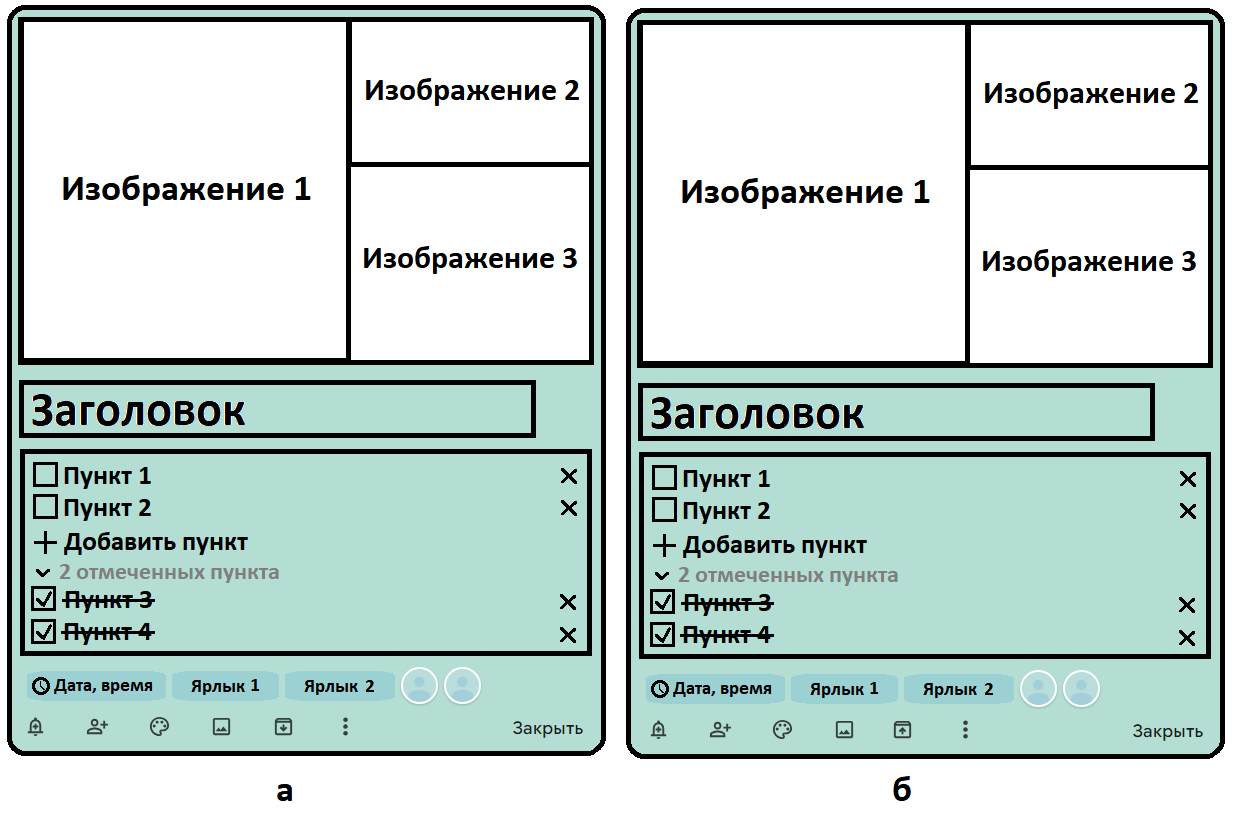 Изображение 1
Изображение 2
Изображение 3
Заголовок
Пункт 1
Пункт 2
Добавить пункт
2 отмеченных пункта
Пункт 3
Пункт 4
Дата, время Ярлык 1 Ярлык 2
Закрыть
а
Изображение 1
Изображение 2
Изображение 3
Заголовок
Пункт 1
Пункт 2
Добавить пункт
2 отмеченных пункта
Пункт 3
Пункт 4
Дата, время Ярлык 1 Ярлык 2
Закрыть
б